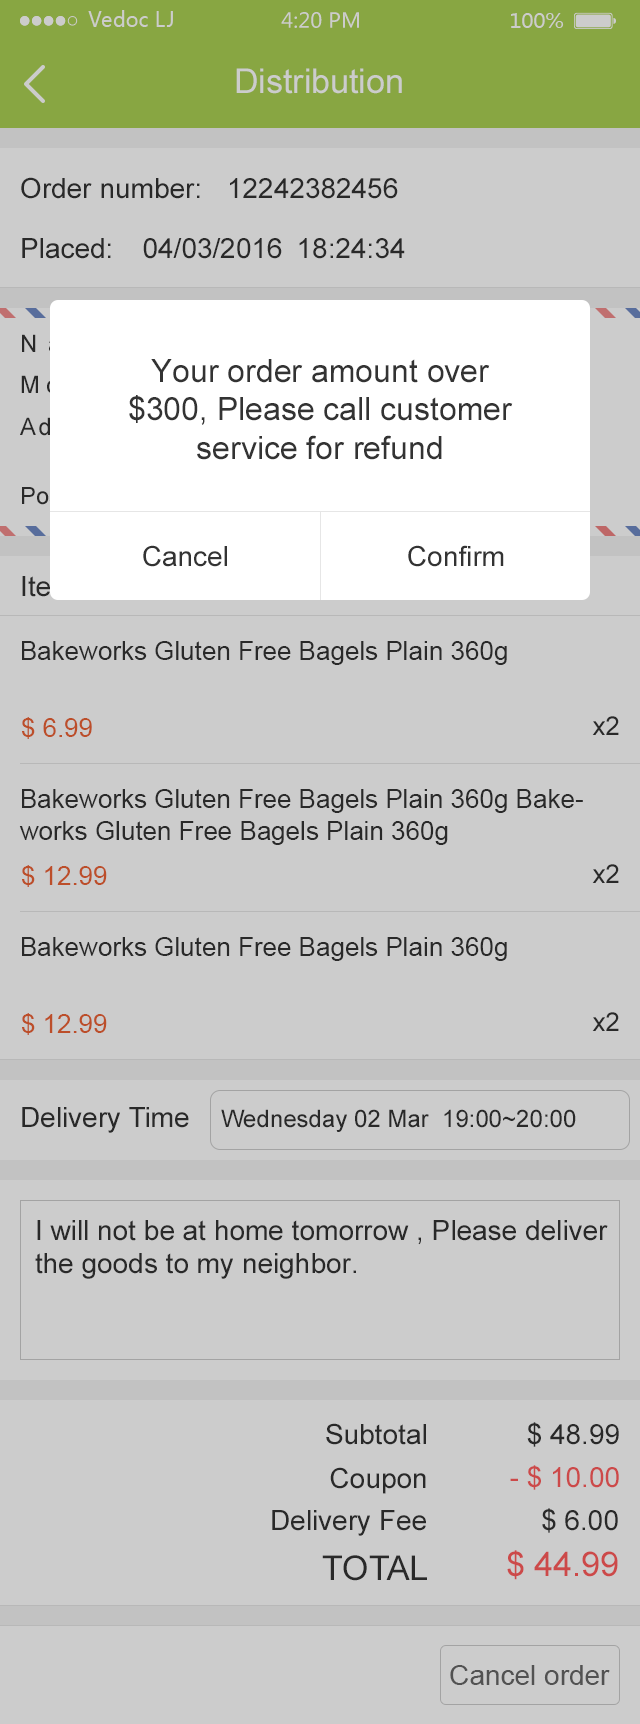 Vedoc LJ 4:20 PM 100%
Distribution
Order number: 12242382456
Placed: 04/03/2016 18:24:34
Your order amount over
$300, Please call customer
service for refund
Cancel Confirm
Bakeworks Gluten Free Bagels Plain 360g
$ 6.99 x2
Bakeworks Gluten Free Bagels Plain 360g Bake-
works Gluten Free Bagels Plain 360g
$ 12.99 x2
Bakeworks Gluten Free Bagels Plain 360g
$ 12.99 x2
Delivery Time Wednesday 02 Mar 19:00~20:00
I will not be at home tomorrow , Please deliver
the goods to my neighbor.
Subtotal $ 48.99
Coupon - $ 10.00
Delivery Fee $ 6.00
TOTAL $ 44.99
Cancel order